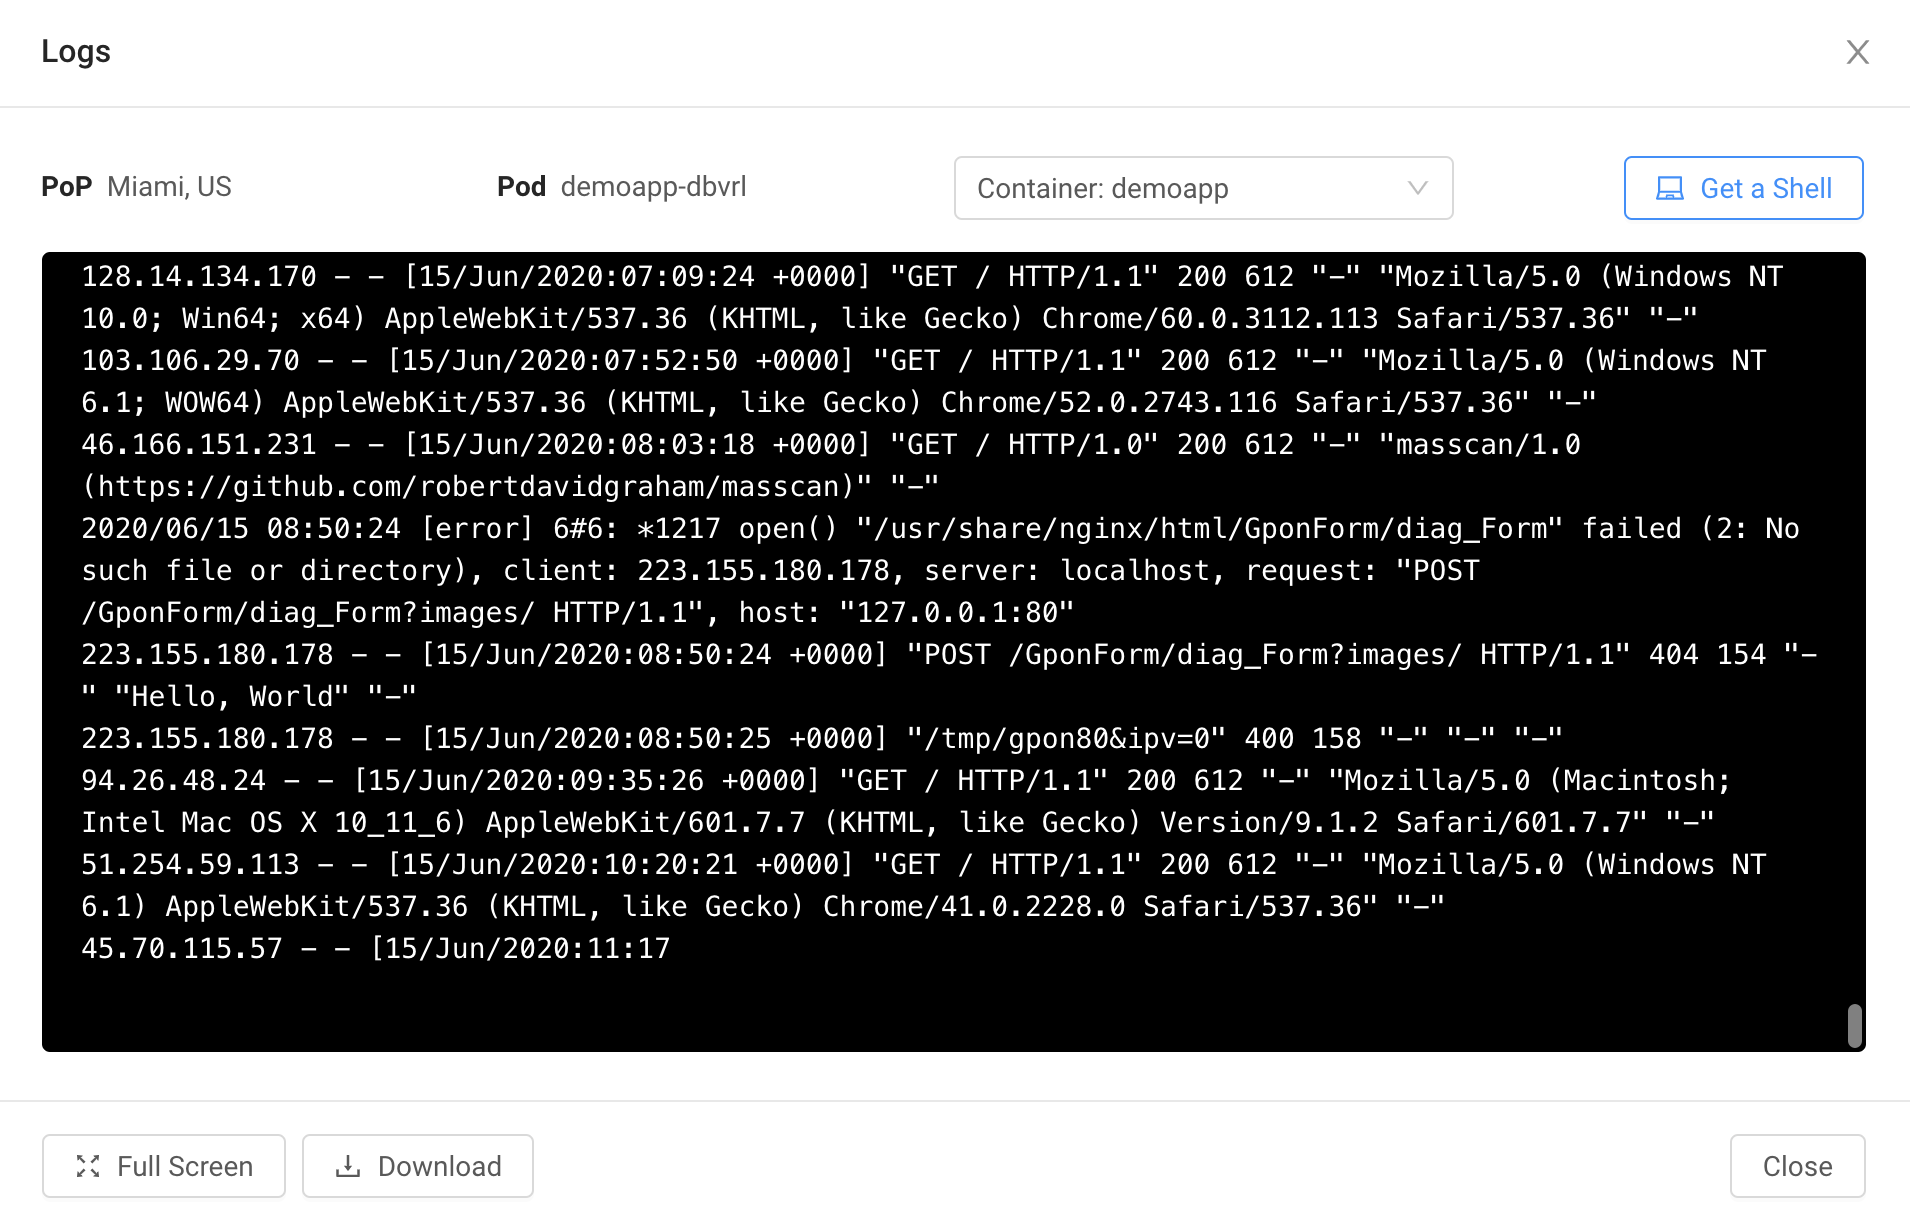 Logs
PoP Miami, US
Pod demoapp-dbvrl
Container: demoapp
Get a Shell
128.14.134.170 - - [15/Jun/2020:07:09:24 +0000] "GET / HTTP/1.1" 200 612 "-" "Mozilla/5.0 (Windows NT
10.0; Win64; x64) AppleWebKit/537.36 (KHTML, like Gecko) Chrome/60.0.3112.113 Safari/537.36" "-"
103.106.29.70 - - [15/Jun/2020:07:52:50 +0000] "GET / HTTP/1.1" 200 612 "-" "Mozilla/5.0 (Windows NT
6.1; WOW64) AppleWebKit/537.36 (KHTML, like Gecko) Chrome/52.0.2743.116 Safari/537.36" "-"
46.166.151.231 - - [15/Jun/2020:08:03:18 +0000] "GET / HTTP/1.0" 200 612 "-" "masscan/1.0
(https://github.com/robertdavidgraham/masscan)" "-"
2020/06/15 08:50:24 [error] 6#6: *1217 open() "/usr/share/nginx/html/GponForm/diag_Form" failed (2: No
such file or directory), client: 223.155.180.178, server: localhost, request: "POST
/GponForm/diag_Form?images/ HTTP/1.1", host: "127.0.0.1:80"
223.155.180.178 - - [15/Jun/2020:08:50:24 +0000] "POST /GponForm/diag_Form?images/ HTTP/1.1" 404 154 "-
" "Hello, World" "-"
223.155.180.178 - - [15/Jun/2020:08:50:25 +0000] "/tmp/gpon80&ipv=0" 400 158 "-" "-" "-"
94.26.48.24 - - [15/Jun/2020:09:35:26 +0000] "GET / HTTP/1.1" 200 612 "-" "Mozilla/5.0 (Macintosh;
Intel Mac OS X 10_11_6) AppleWebKit/601.7.7 (KHTML, like Gecko) Version/9.1.2 Safari/601.7.7" "-"
51.254.59.113 - - [15/Jun/2020:10:20:21 +0000] "GET / HTTP/1.1" 200 612 "-" "Mozilla/5.0 (Windows NT
6.1) AppleWebKit/537.36 (KHTML, like Gecko) Chrome/41.0.2228.0 Safari/537.36" "-"
45.70.115.57 - - [15/Jun/2020:11:17
Full Screen
Download
Close